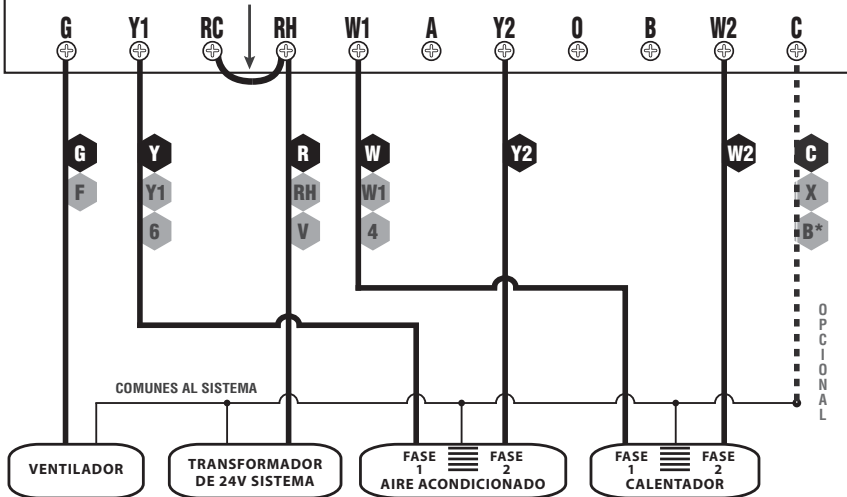 G Y1 RC RH W1 A Y2 O B W2 C
G Y R W Y2 W2 C
F Y1 RH W1 X
6 V 4 B*
OPCIONAL
COMUNES AL SISTEMA
VENTILADOR
TRANSFORMADOR
DE 24V SISTEMA
FASE 1 FASE 2
AIRE ACONDICIONADO
FASE 1 FASE 2
CALENTADOR